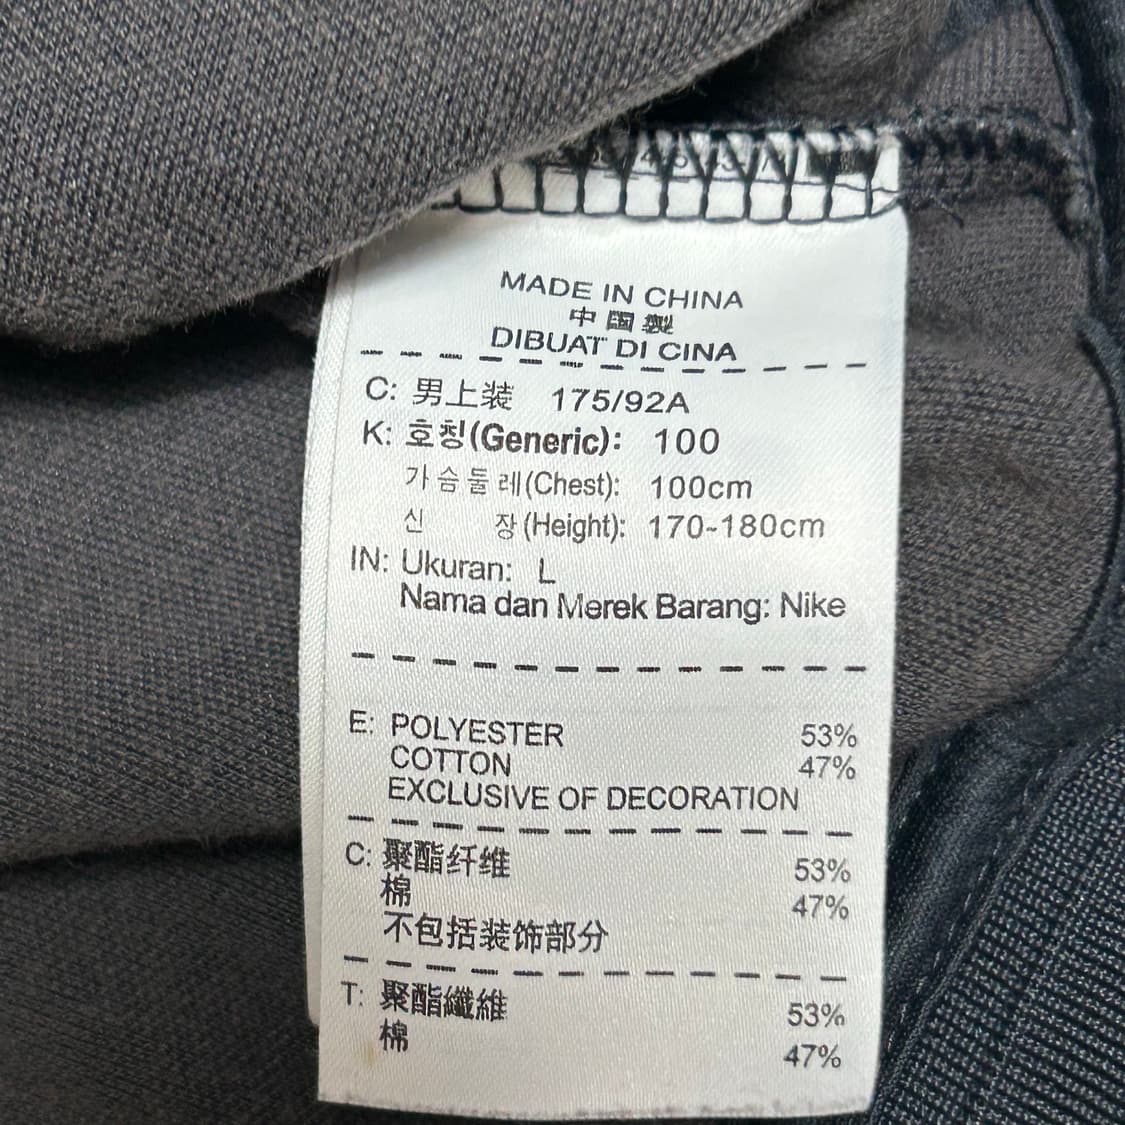 MADE IN CHINA
中国製
DIBUAT DI CINA
C: 男上装 175/92A
K: 호칭(Generic): 100
가슴둘레(Chest): 100cm
신 장(Height): 170-180cm
IN: Ukuran: L
Nama dan Merek Barang: Nike
E: POLYESTER 53%
COTTON 47%
EXCLUSIVE OF DECORATION
C: 聚酯纤维 53%
棉 47%
不包括装饰部分
T: 聚酯纖維 53%
棉 47%